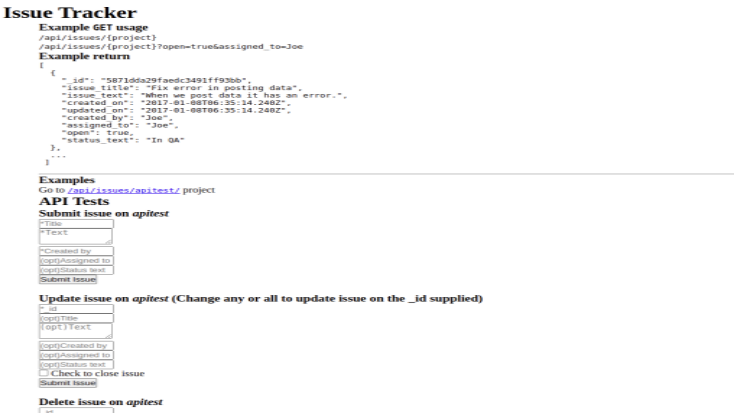 Issue Tracker
Example GET usage
/api/issues/{project}
/api/issues/{project}?open=true&assigned_to=Joe
Example return
[
{
"_id": "5871dda29faedc3491ff93bb",
"issue_title": "Fix error in posting data",
"issue_text": "When we post data it has an error.",
"created_on": "2017-01-08T06:35:14.240Z",
"updated_on": "2017-01-08T06:35:14.240Z",
"created_by": "Joe",
"assigned_to": "Joe",
"open": true,
"status_text": "In QA"
},
...
]
Examples
Go to /api/issues/apitest/ project
API Tests
Submit issue on apitest
*Title
*Text
*Created by
(opt)Assigned to
(opt)Status text
Submit Issue
Update issue on apitest (Change any or all to update issue on the _id supplied)
*_id
(opt)Title
(opt)Text
(opt)Created by
(opt)Assigned to
(opt)Status text
Check to close issue
Submit Issue
Delete issue on apitest
_id